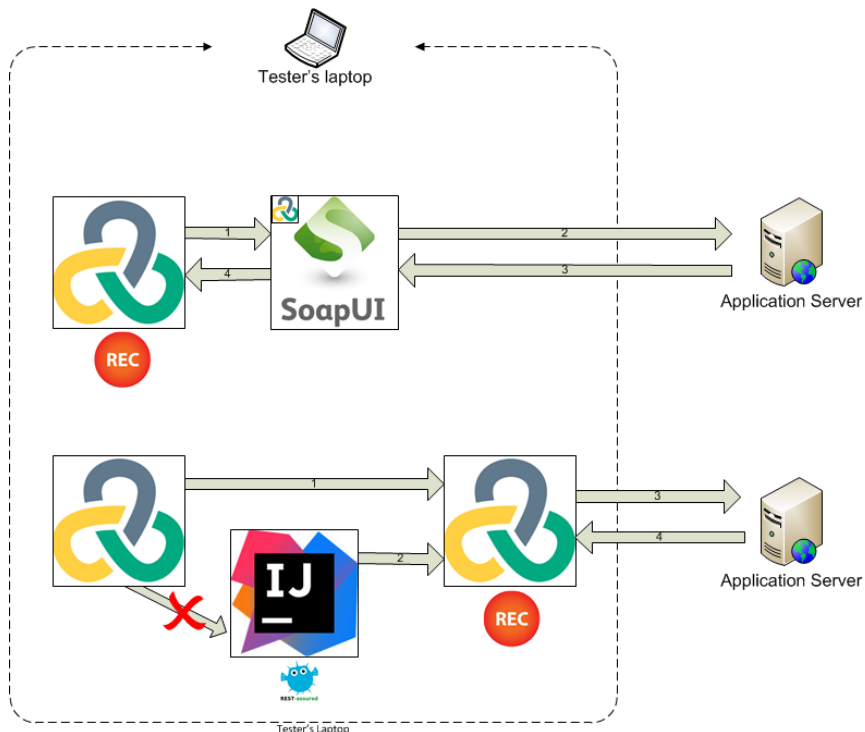 Tester's laptop
1
2
4
3
SoapUI
Application Server
REC
1
3
4
2
IJ
Application Server
REC
REST-assured
Tester's Laptop